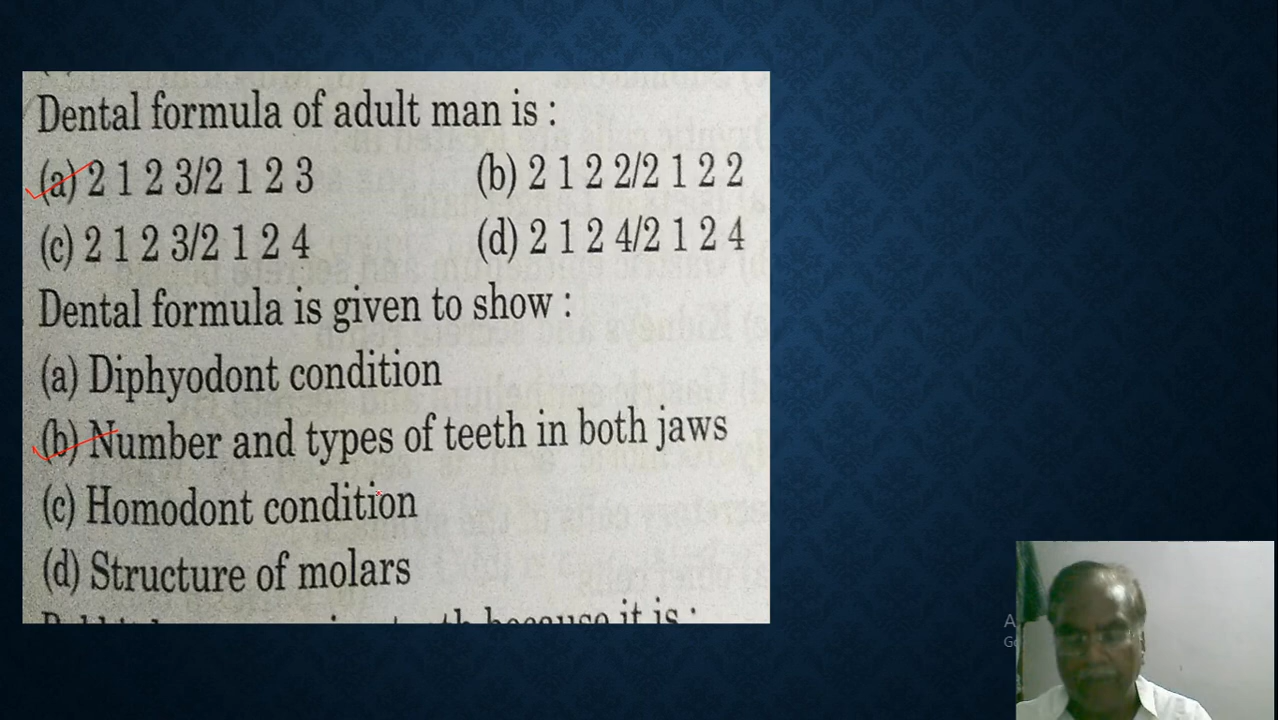 Dental formula of adult man is :
(a) 2 1 2 3/2 1 2 3 (b) 2 1 2 2/2 1 2 2
(c) 2 1 2 3/2 1 2 4 (d) 2 1 2 4/2 1 2 4
Dental formula is given to show :
(a) Diphyodont condition
(b) Number and types of teeth in both jaws
(c) Homodont condition
(d) Structure of molars
because it is :